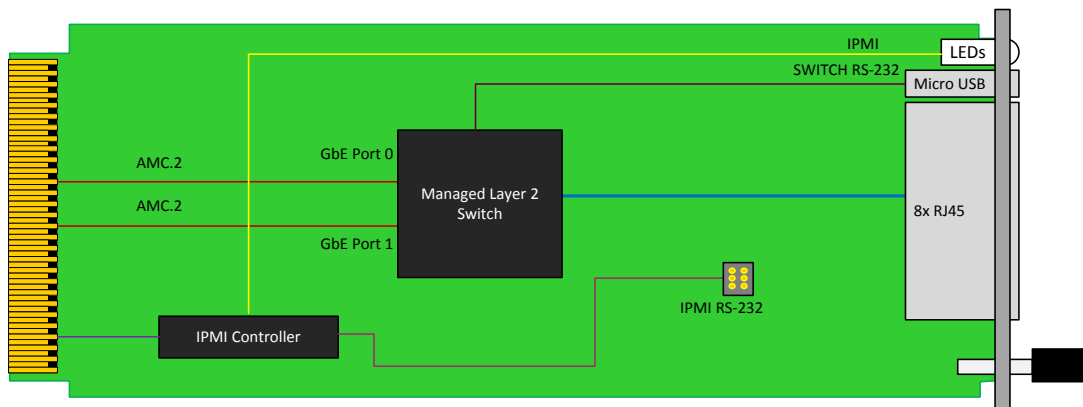 IPMI
LEDs
SWITCH RS-232
Micro USB
GbE Port 0
AMC.2
Managed Layer 2
Switch
AMC.2
8x RJ45
GbE Port 1
IPMI RS-232
IPMI Controller